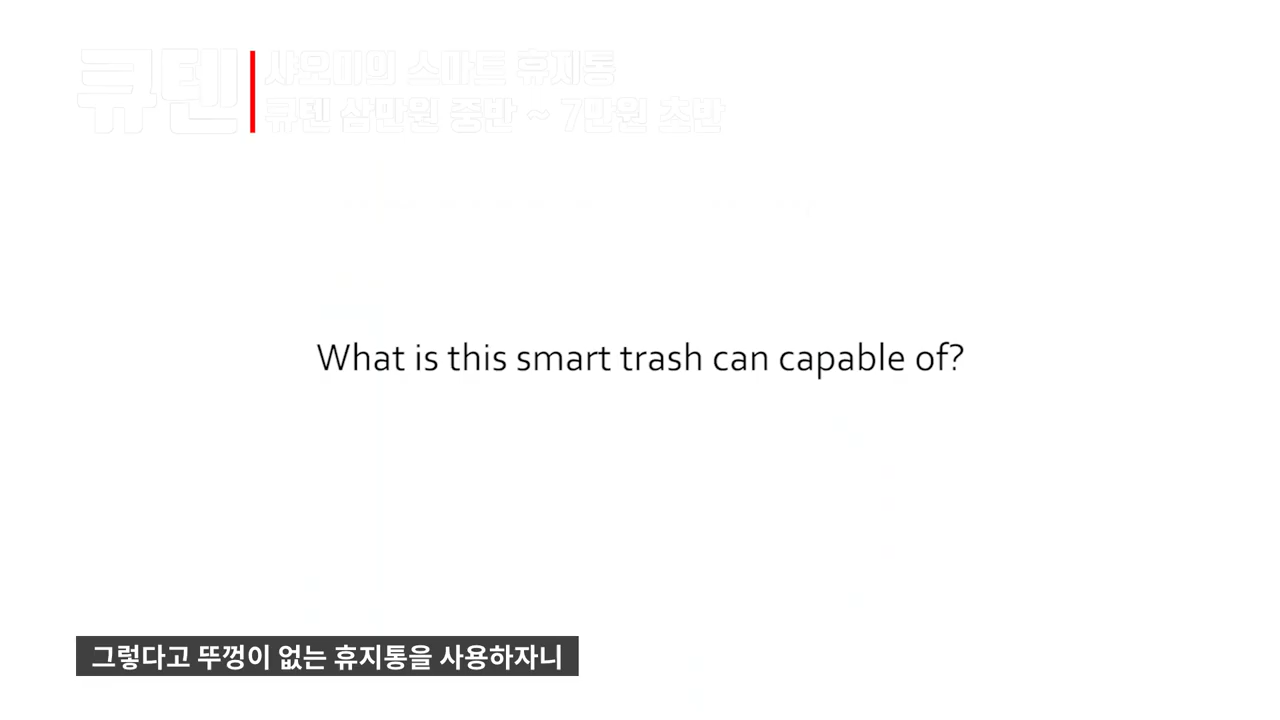 큐텐
샤오미의 스마트 휴지통
큐텐 삼만원 중반 ~ 7만원 초반
What is this smart trash can capable of?
그렇다고 뚜껑이 없는 휴지통을 사용하자니